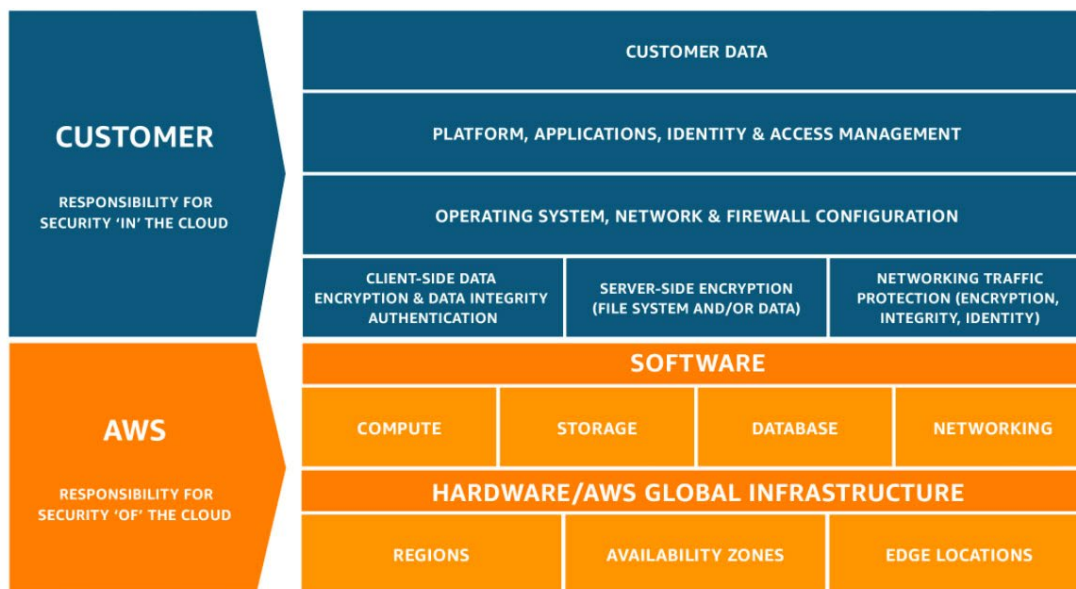 CUSTOMER
RESPONSIBILITY FOR
SECURITY ‘IN’ THE CLOUD
CUSTOMER DATA
PLATFORM, APPLICATIONS, IDENTITY & ACCESS MANAGEMENT
OPERATING SYSTEM, NETWORK & FIREWALL CONFIGURATION
CLIENT-SIDE DATA
ENCRYPTION & DATA INTEGRITY
AUTHENTICATION
SERVER-SIDE ENCRYPTION
(FILE SYSTEM AND/OR DATA)
NETWORKING TRAFFIC
PROTECTION (ENCRYPTION,
INTEGRITY, IDENTITY)
AWS
RESPONSIBILITY FOR
SECURITY ‘OF’ THE CLOUD
SOFTWARE
COMPUTE
STORAGE
DATABASE
NETWORKING
HARDWARE/AWS GLOBAL INFRASTRUCTURE
REGIONS
AVAILABILITY ZONES
EDGE LOCATIONS